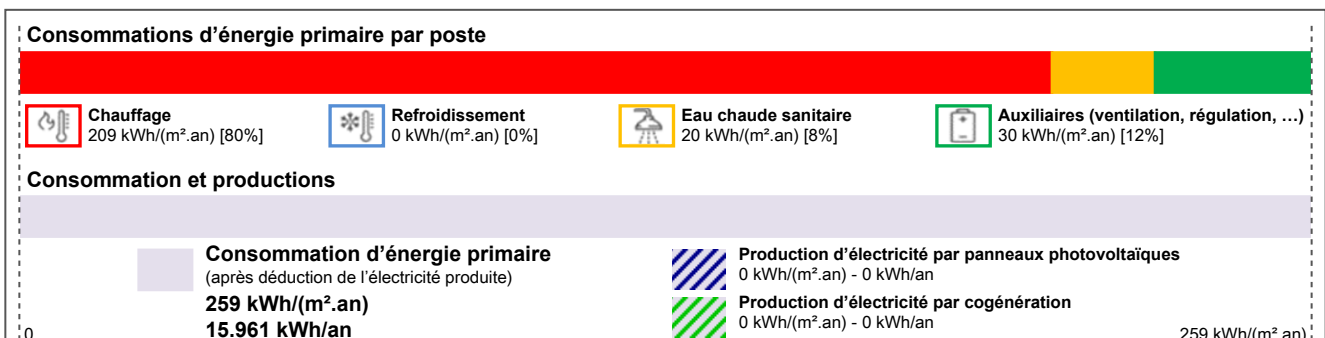 Consommations d'énergie primaire par poste
Chauffage
209 kWh/(m².an) [80%]
Refroidissement
0 kWh/(m².an) [0%]
Eau chaude sanitaire
20 kWh/(m².an) [8%]
Auxiliaires (ventilation, régulation, …)
30 kWh/(m².an) [12%]
Consommation et productions
Consommation d'énergie primaire
(après déduction de l'électricité produite)
259 kWh/(m².an)
15.961 kWh/an
Production d'électricité par panneaux photovoltaïques
0 kWh/(m².an) - 0 kWh/an
Production d'électricité par cogénération
0 kWh/(m².an) - 0 kWh/an
0
259 kWh/(m².an)